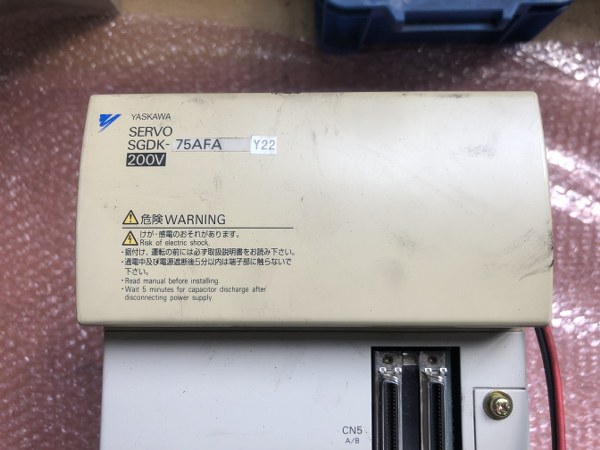 YASKAWA
SERVO
SGDK- 75AFA Y22
200V
危険 WARNING
けが・感電のおそれがあります。
Risk of electric shock.
・据付け、運転の前には必ず取扱説明書をお読み下さい。
・通電中及び電源遮断後5分以内は端子部に触らないで
下さい。
・Read manual before installing.
・Wait 5 minutes for capacitor discharge after
disconnecting power supply
CN5
A/B